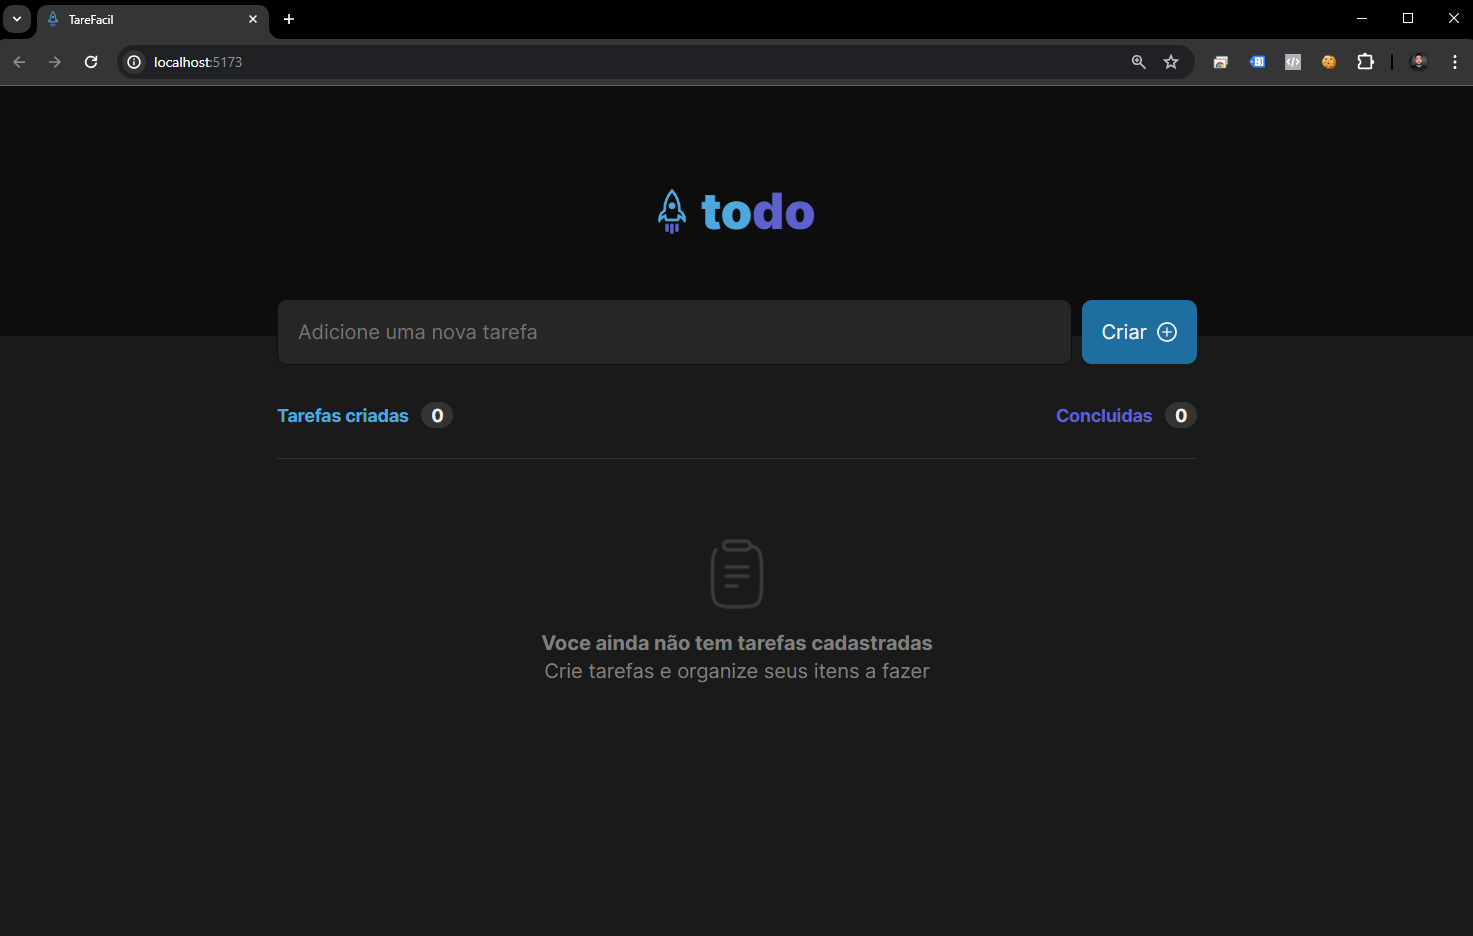 TareFacil
localhost:5173
todo
Adicione uma nova tarefa
Criar
Tarefas criadas 0
Concluidas 0
Voce ainda não tem tarefas cadastradas
Crie tarefas e organize seus itens a fazer